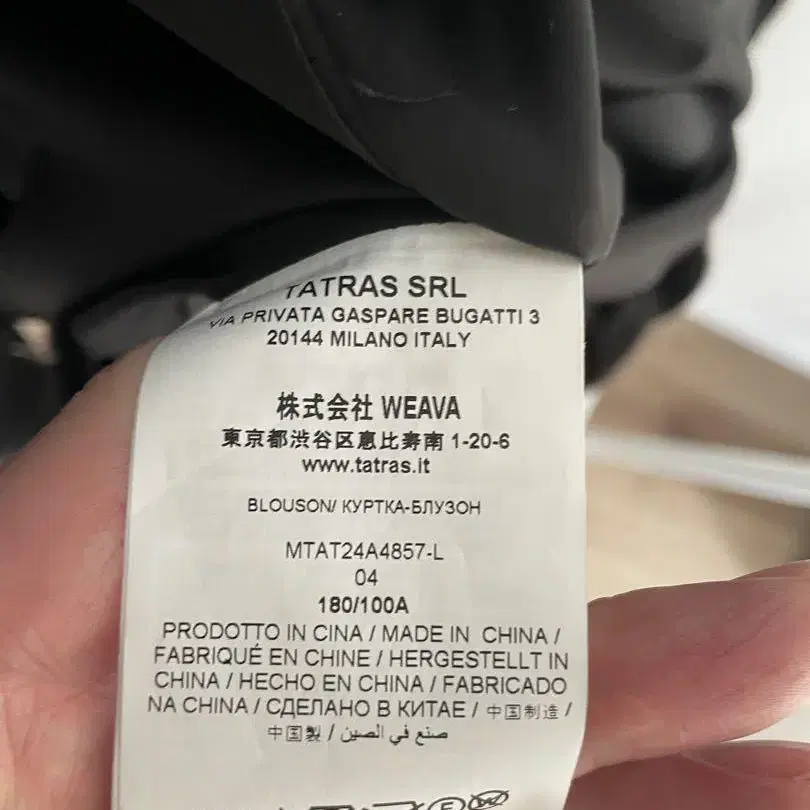 TATRAS SRL
VIA PRIVATA GASPARE BUGATTI 3
20144 MILANO ITALY
株式会社 WEAVA
東京都渋谷区恵比寿南 1-20-6
www.tatras.it
BLOUSON/ КУРТКА-БЛУЗОН
MTAT24A4857-L
04
180/100A
PRODOTTO IN CINA / MADE IN CHINA /
FABRIQUÉ EN CHINE / HERGESTELLT IN
CHINA / HECHO EN CHINA / FABRICADO
NA CHINA / СДЕЛАНО В КИТАЕ / 中国制造 /
中国製 / صنع في الصين